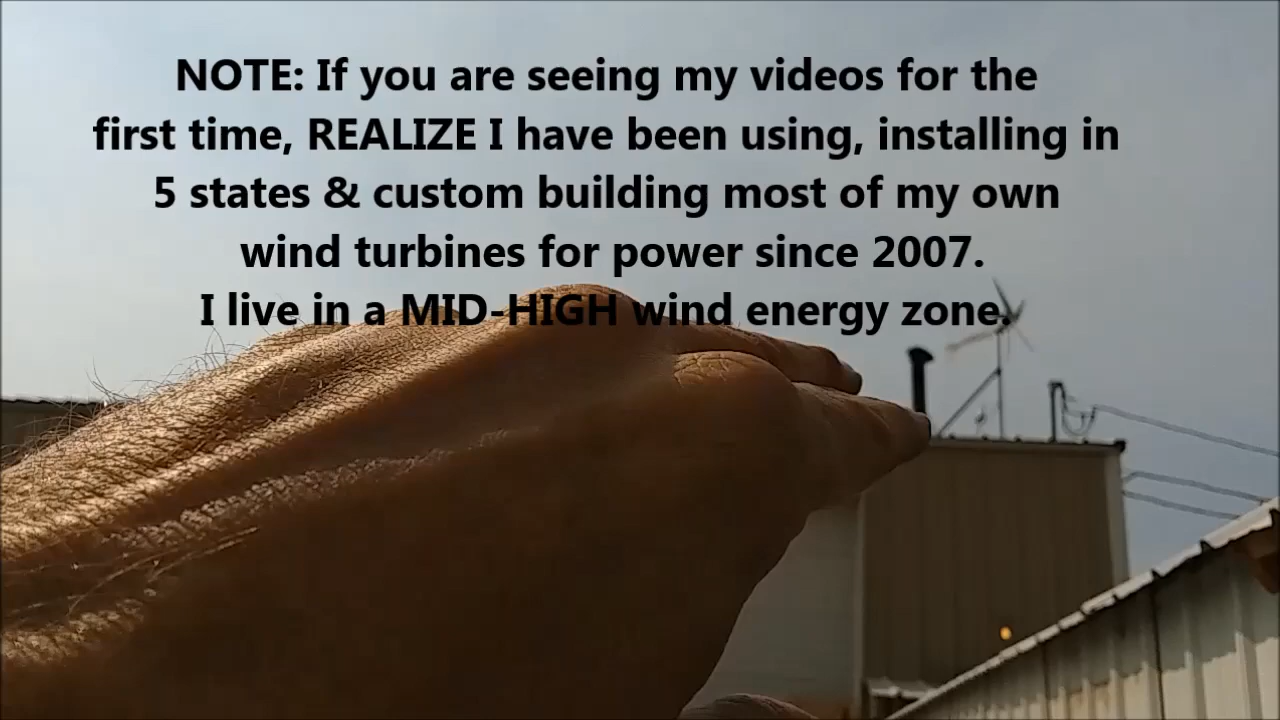 NOTE: If you are seeing my videos for the
first time, REALIZE I have been using, installing in
5 states & custom building most of my own
wind turbines for power since 2007.
I live in a MID-HIGH wind energy zone.